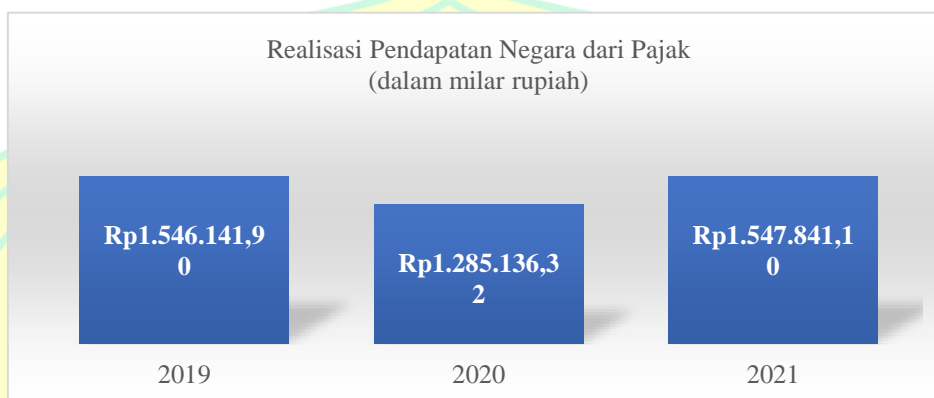 Realisasi Pendapatan Negara dari Pajak
(dalam milar rupiah)
Rp1.546.141,9
0
Rp1.285.136,3
2
Rp1.547.841,1
0
2019
2020
2021